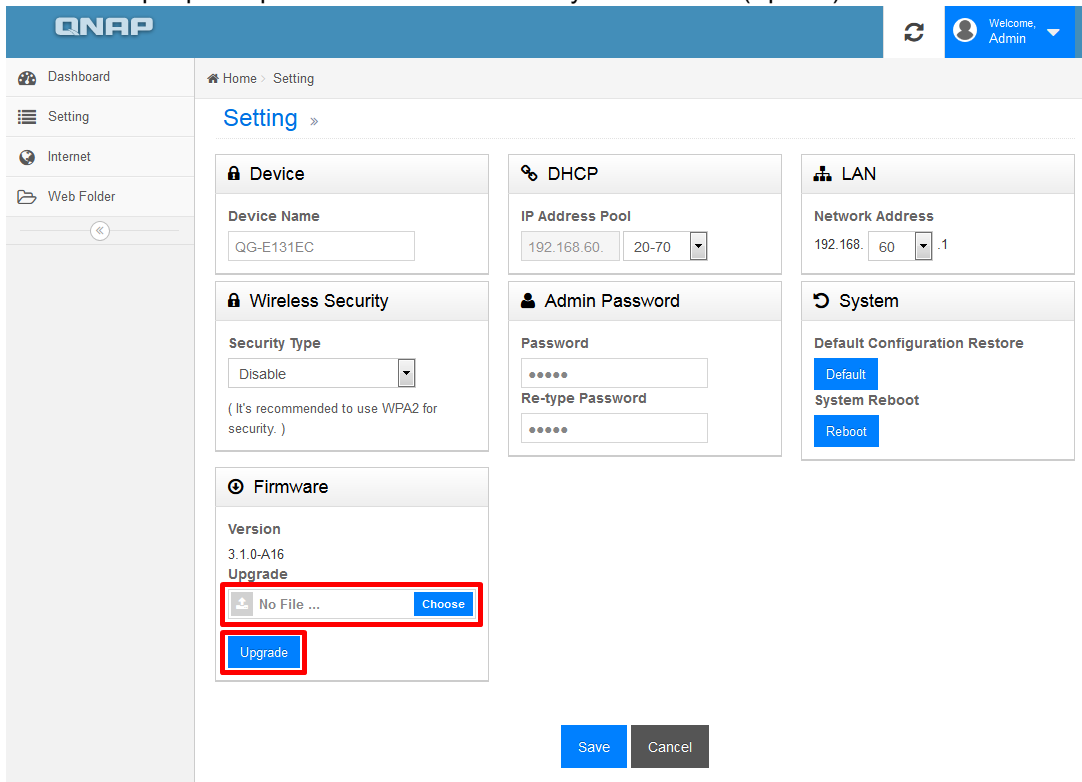 QNAP
Welcome,
Admin
Dashboard
Setting
Internet
Web Folder
Home > Setting
Setting »
Device
Device Name
QG-E131EC
DHCP
IP Address Pool
192.168.60. 20-70
LAN
Network Address
192.168. 60 .1
Wireless Security
Security Type
Disable
( It's recommended to use WPA2 for
security. )
Admin Password
Password
●●●●●
Re-type Password
●●●●●
System
Default Configuration Restore
Default
System Reboot
Reboot
Firmware
Version
3.1.0-A16
Upgrade
No File ... Choose
Upgrade
Save Cancel